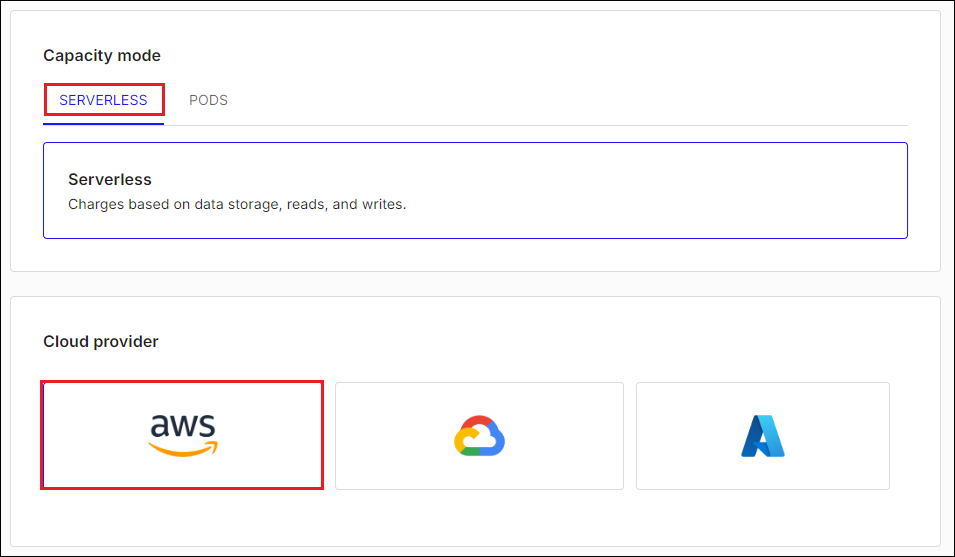 Capacity mode
SERVERLESS PODS
Serverless
Charges based on data storage, reads, and writes.
Cloud provider
aws